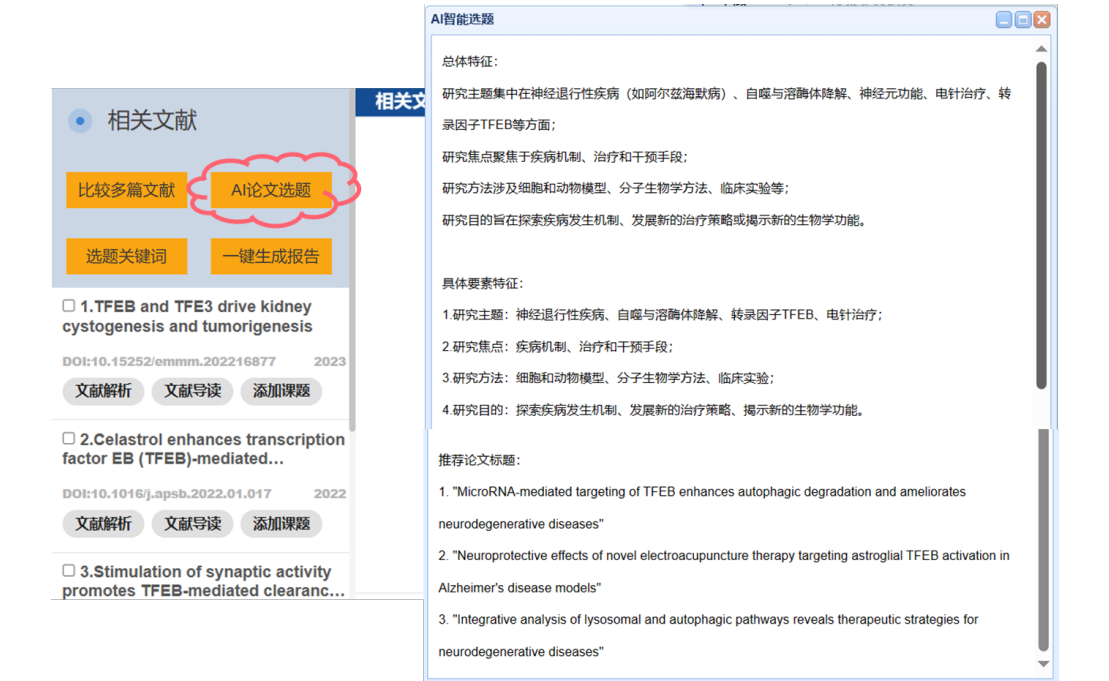 相关文献
比较多篇文献
AI论文选题
选题关键词
一键生成报告
1.TFEB and TFE3 drive kidney
cystogenesis and tumorigenesis
DOI:10.15252/emmm.202216877 2023
文献解析 文献导读 添加课题
2.Celastrol enhances transcription
factor EB (TFEB)-mediated...
DOI:10.1016/j.apsb.2022.01.017 2022
文献解析 文献导读 添加课题
3.Stimulation of synaptic activity
promotes TFEB-mediated clearanc...
相关文
AI智能选题
总体特征：
研究主题集中在神经退行性疾病（如阿尔兹海默病）、自噬与溶酶体降解、神经元功能、电针治疗、转
录因子TFEB等方面；
研究焦点聚焦于疾病机制、治疗和干预手段；
研究方法涉及细胞和动物模型、分子生物学方法、临床实验等；
研究目的旨在探索疾病发生机制、发展新的治疗策略或揭示新的生物学功能。
具体要素特征：
1.研究主题：神经退行性疾病、自噬与溶酶体降解、转录因子TFEB、电针治疗；
2.研究焦点：疾病机制、治疗和干预手段；
3.研究方法：细胞和动物模型、分子生物学方法、临床实验；
4.研究目的：探索疾病发生机制、发展新的治疗策略、揭示新的生物学功能。
推荐论文标题：
1. "MicroRNA-mediated targeting of TFEB enhances autophagic degradation and ameliorates
neurodegenerative diseases"
2. "Neuroprotective effects of novel electroacupuncture therapy targeting astroglial TFEB activation in
Alzheimer's disease models"
3. "Integrative analysis of lysosomal and autophagic pathways reveals therapeutic strategies for
neurodegenerative diseases"